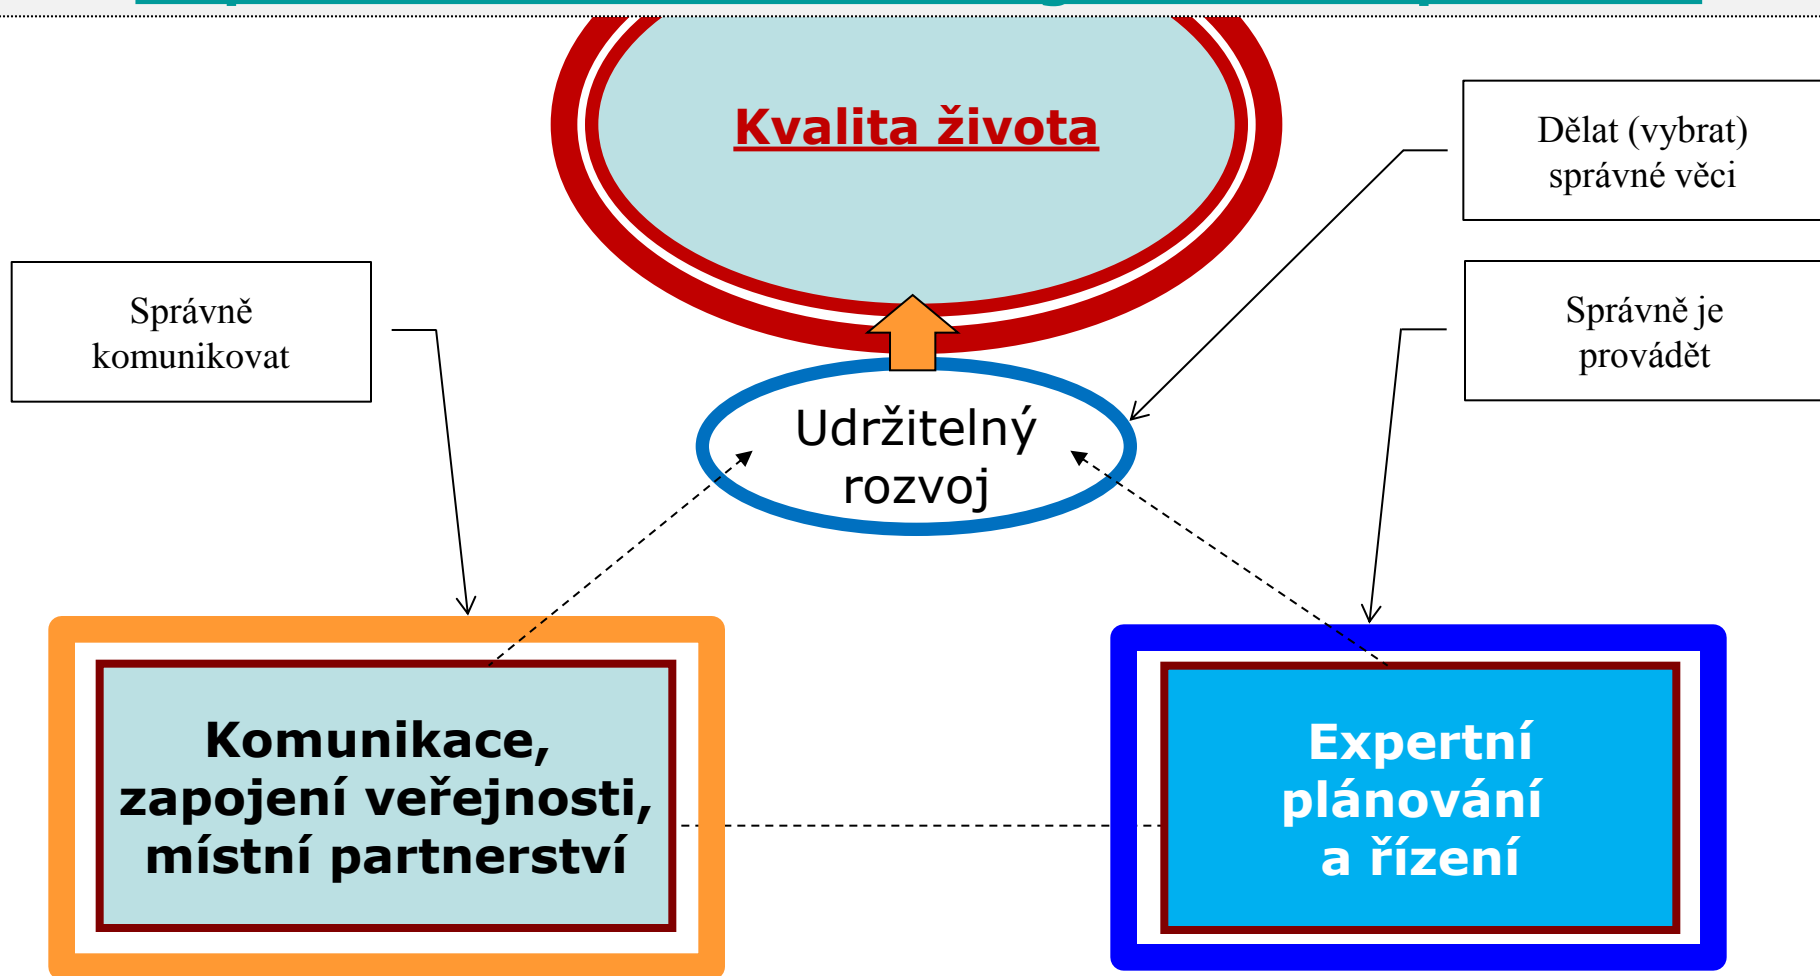 Kvalita života
Dělat (vybrat)
správné věci
Správně
komunikovat
Správně je
provádět
Udržitelný
rozvoj
Komunikace,
zapojení veřejnosti,
místní partnerství
Expertní
plánování
a řízení